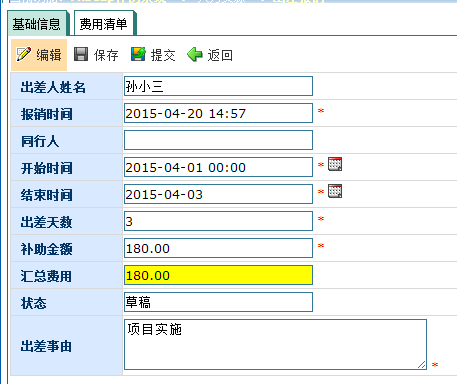 基础信息 费用清单
编辑 保存 提交 返回
出差人姓名 孙小三
报销时间 2015-04-20 14:57 *
同行人
开始时间 2015-04-01 00:00 *
结束时间 2015-04-03 *
出差天数 3 *
补助金额 180.00 *
汇总费用 180.00
状态 草稿
出差事由 项目实施 *